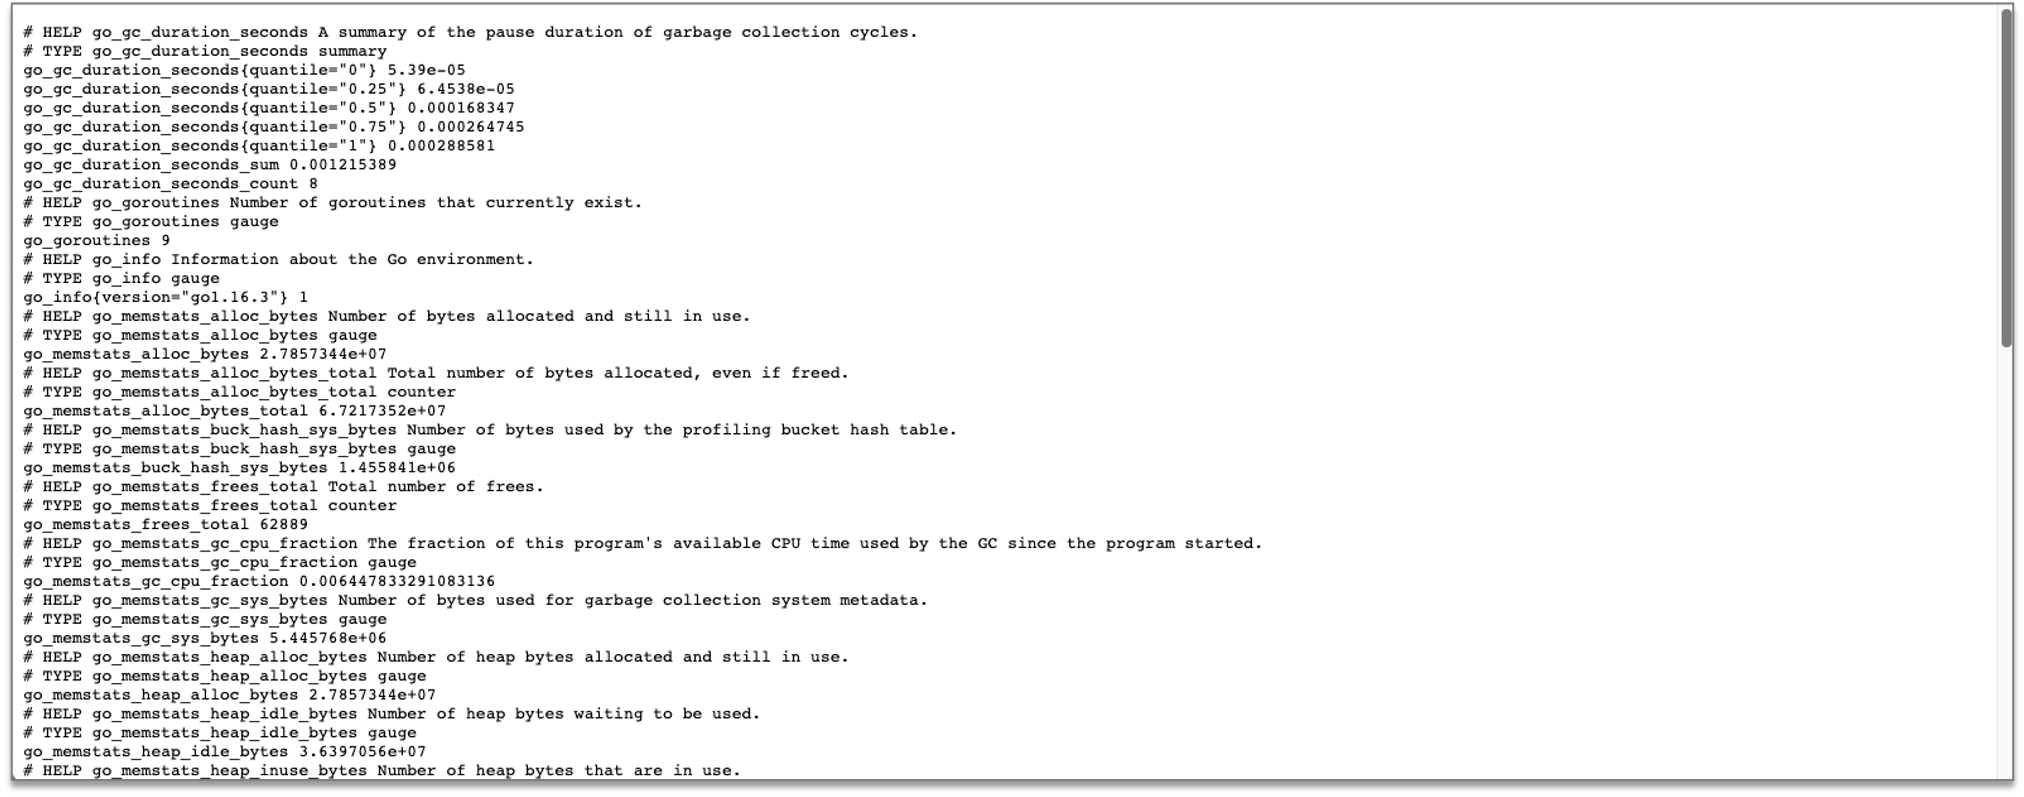 # HELP go_gc_duration_seconds A summary of the pause duration of garbage collection cycles.
# TYPE go_gc_duration_seconds summary
go_gc_duration_seconds{quantile="0"} 5.39e-05
go_gc_duration_seconds{quantile="0.25"} 6.4538e-05
go_gc_duration_seconds{quantile="0.5"} 0.000168347
go_gc_duration_seconds{quantile="0.75"} 0.000264745
go_gc_duration_seconds{quantile="1"} 0.000288581
go_gc_duration_seconds_sum 0.001215389
go_gc_duration_seconds_count 8
# HELP go_goroutines Number of goroutines that currently exist.
# TYPE go_goroutines gauge
go_goroutines 9
# HELP go_info Information about the Go environment.
# TYPE go_info gauge
go_info{version="go1.16.3"} 1
# HELP go_memstats_alloc_bytes Number of bytes allocated and still in use.
# TYPE go_memstats_alloc_bytes gauge
go_memstats_alloc_bytes 2.7857344e+07
# HELP go_memstats_alloc_bytes_total Total number of bytes allocated, even if freed.
# TYPE go_memstats_alloc_bytes_total counter
go_memstats_alloc_bytes_total 6.7217352e+07
# HELP go_memstats_buck_hash_sys_bytes Number of bytes used by the profiling bucket hash table.
# TYPE go_memstats_buck_hash_sys_bytes gauge
go_memstats_buck_hash_sys_bytes 1.455841e+06
# HELP go_memstats_frees_total Total number of frees.
# TYPE go_memstats_frees_total counter
go_memstats_frees_total 62889
# HELP go_memstats_gc_cpu_fraction The fraction of this program's available CPU time used by the GC since the program started.
# TYPE go_memstats_gc_cpu_fraction gauge
go_memstats_gc_cpu_fraction 0.006447833291083136
# HELP go_memstats_gc_sys_bytes Number of bytes used for garbage collection system metadata.
# TYPE go_memstats_gc_sys_bytes gauge
go_memstats_gc_sys_bytes 5.445768e+06
# HELP go_memstats_heap_alloc_bytes Number of heap bytes allocated and still in use.
# TYPE go_memstats_heap_alloc_bytes gauge
go_memstats_heap_alloc_bytes 2.7857344e+07
# HELP go_memstats_heap_idle_bytes Number of heap bytes waiting to be used.
# TYPE go_memstats_heap_idle_bytes gauge
go_memstats_heap_idle_bytes 3.6397056e+07
# HELP go_memstats_heap_inuse_bytes Number of heap bytes that are in use.